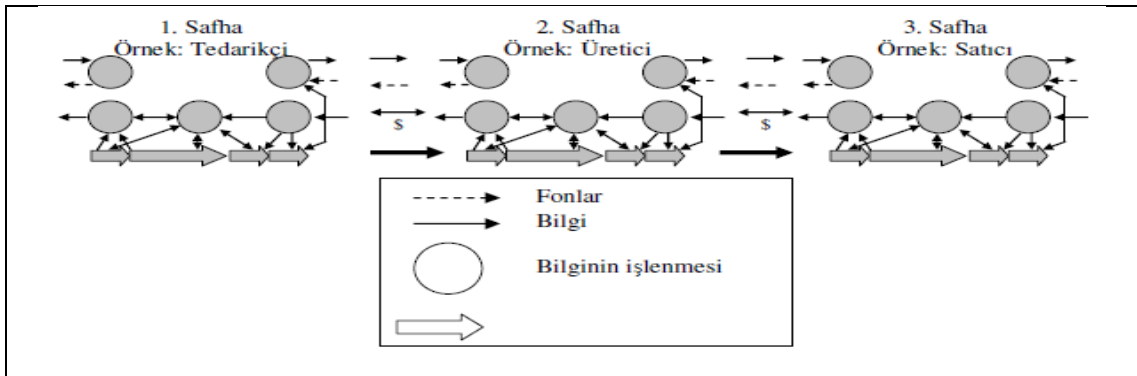 1. Safha
Örnek: Tedarikçi
2. Safha
Örnek: Üretici
3. Safha
Örnek: Satıcı
$
$
Fonlar
Bilgi
Bilginin işlenmesi